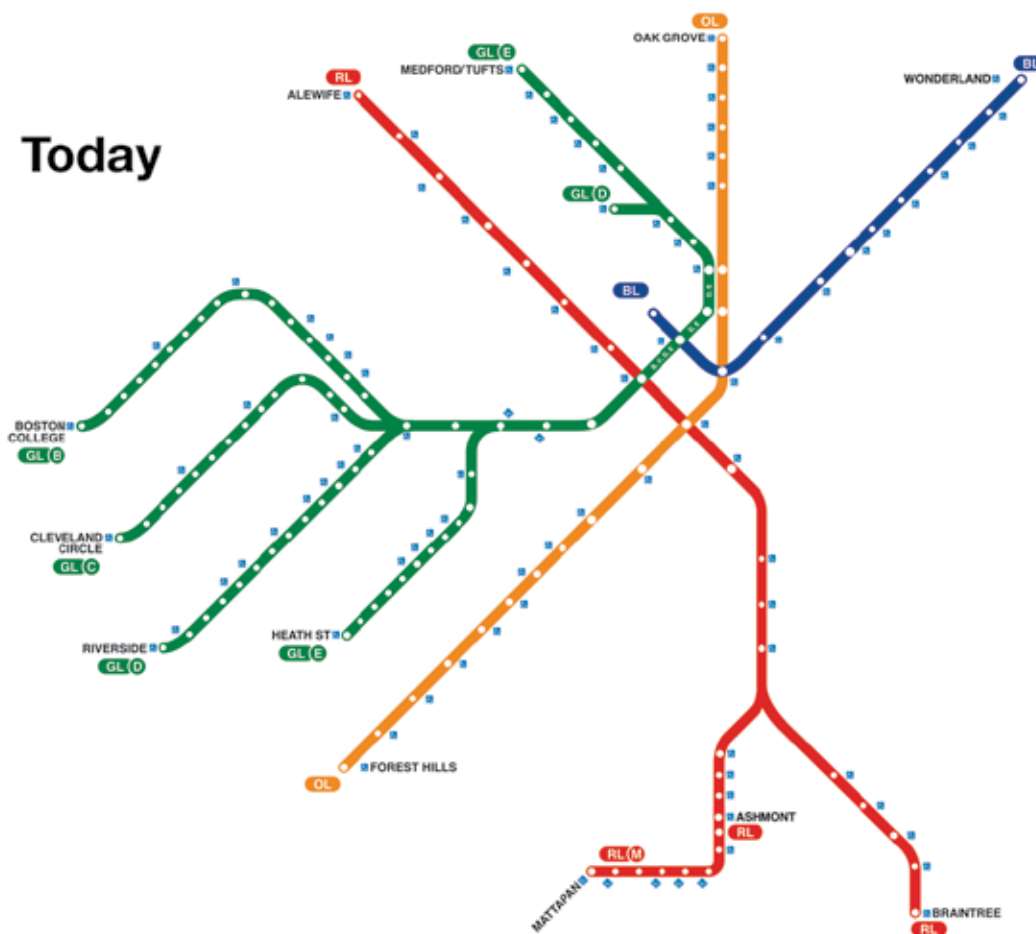 OL
OAK GROVE
GL E
MEDFORD/TUFTS
BL
WONDERLAND
RL
ALEWIFE
Today
GL D
BL
D, E
D, E
BOSTON
COLLEGE
GL B
CLEVELAND
CIRCLE
GL C
RIVERSIDE
GL D
HEATH ST
GL E
FOREST HILLS
OL
ASHMONT
RL
RL M
MATTAPAN
BRAINTREE
RL